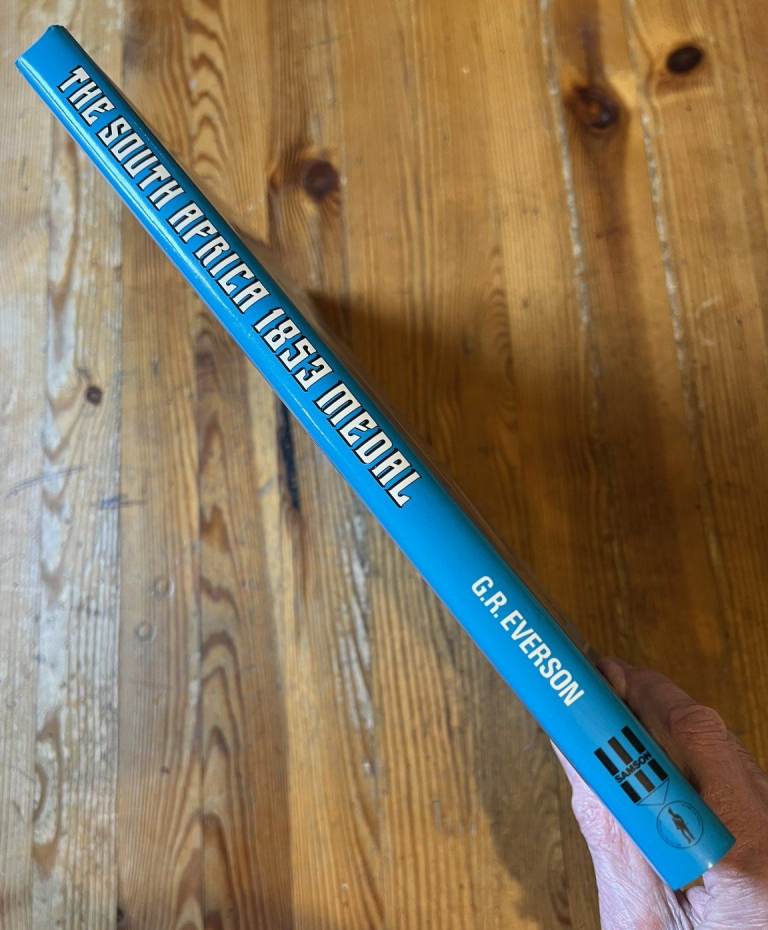 THE SOUTH AFRICA 1853 MEDAL
G.R. EVERSON
SAMSON